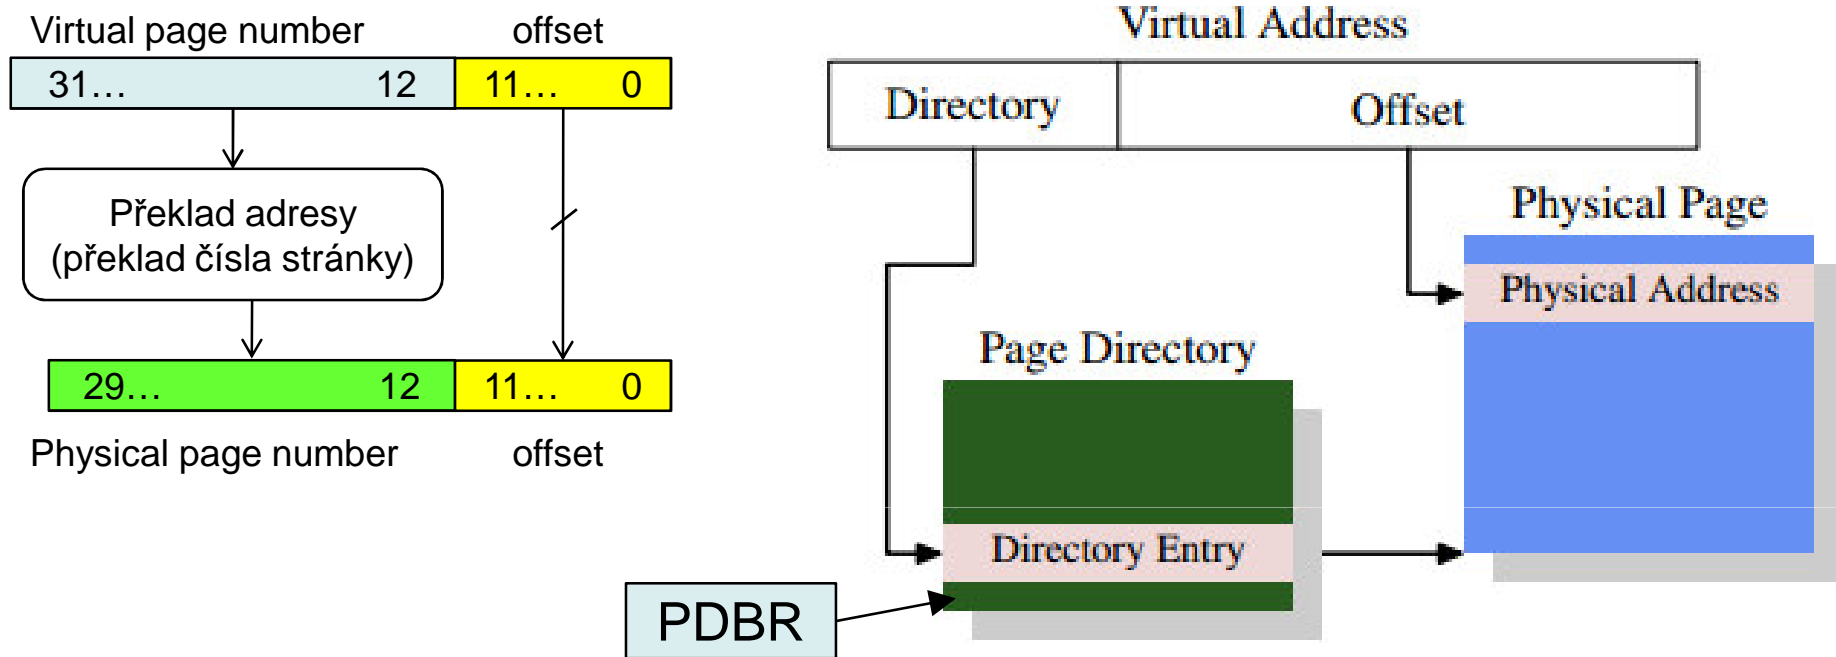 Virtual page number offset
31... 12 11... 0
Překlad adresy
(překlad čísla stránky)
29... 12 11... 0
Physical page number offset
Virtual Address
Directory Offset
Physical Page
Physical Address
Page Directory
Directory Entry
PDBR